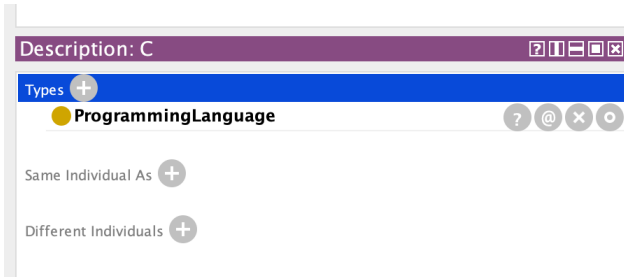 Description: C
Types
ProgrammingLanguage
Same Individual As
Different Individuals